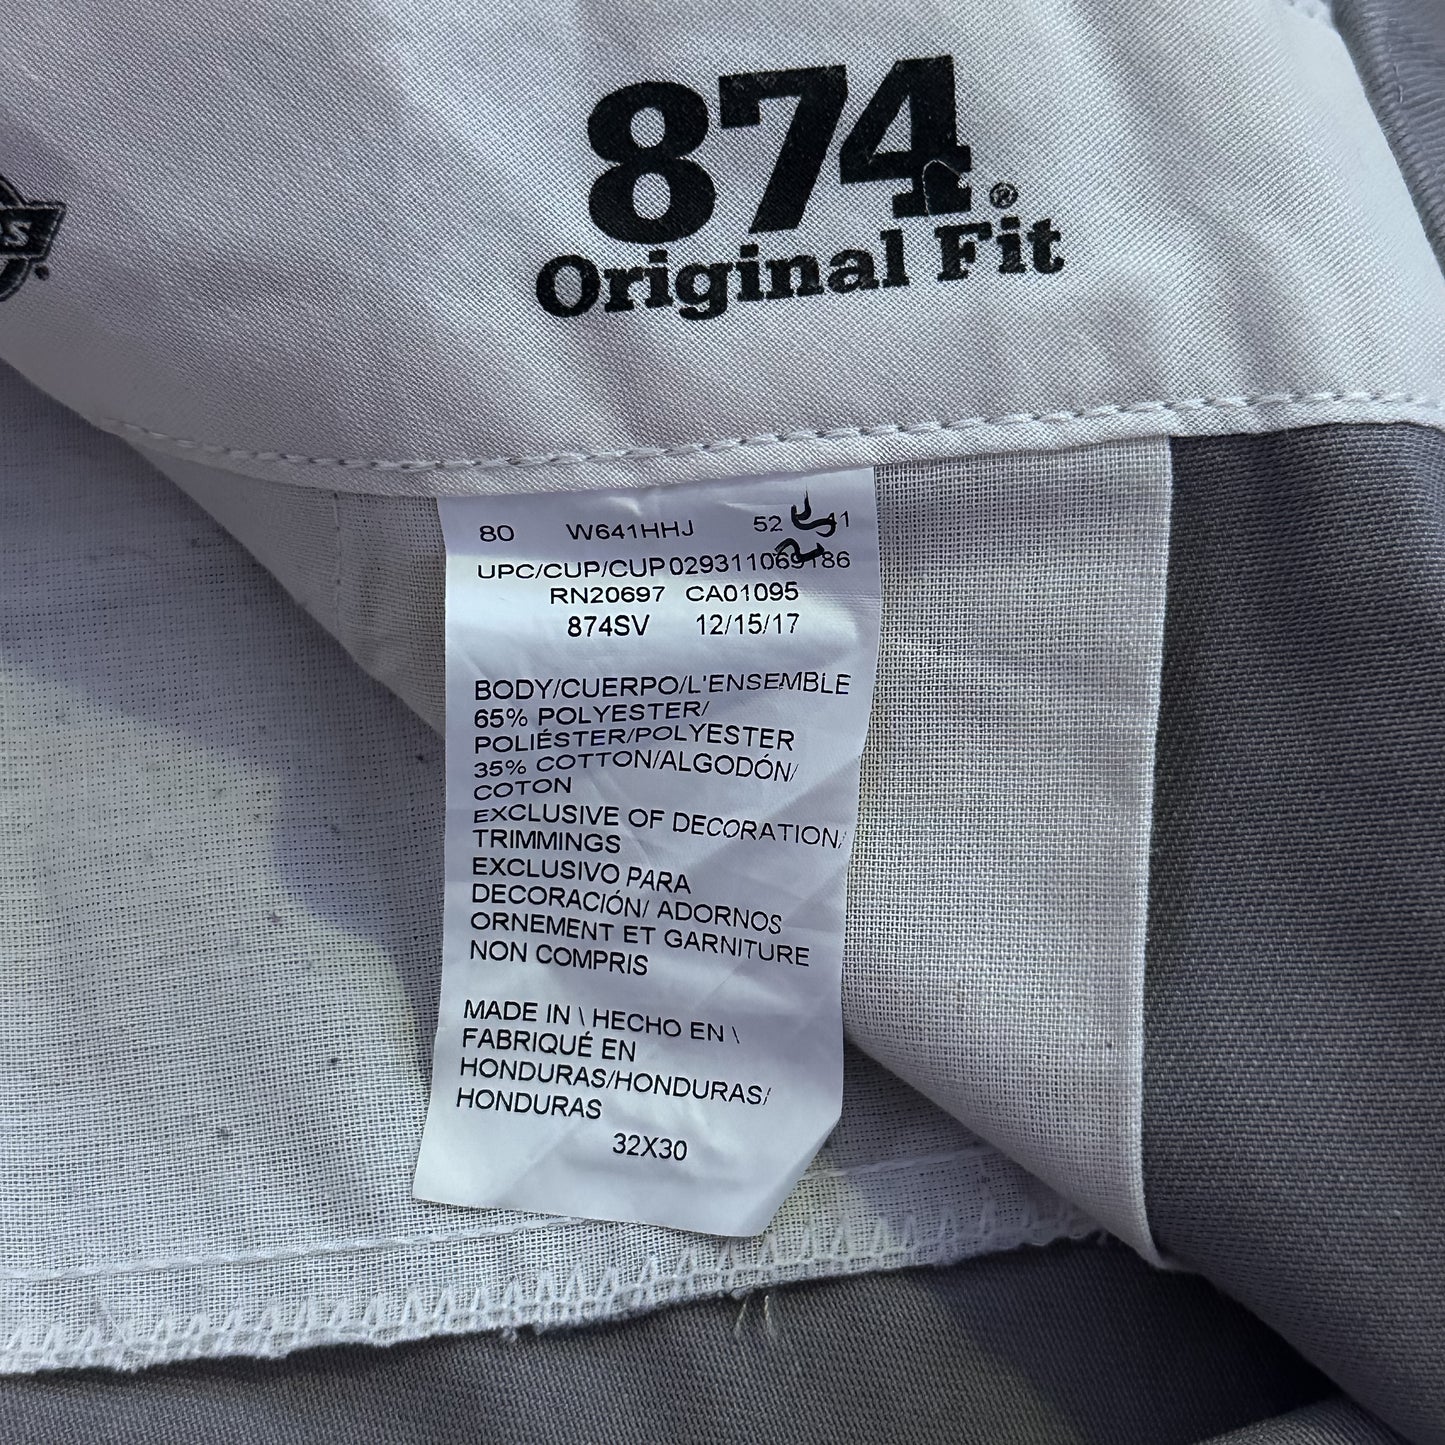 874®
Original Fit
80 W641HHJ 52
UPC/CUP/CUP 029311069186
RN20697 CA01095
874SV 12/15/17
BODY/CUERPO/L'ENSEMBLE
65% POLYESTER/
POLIÉSTER/POLYESTER
35% COTTON/ALGODÓN/
COTON
EXCLUSIVE OF DECORATION/
TRIMMINGS
EXCLUSIVO PARA
DECORACIÓN/ ADORNOS
ORNEMENT ET GARNITURE
NON COMPRIS
MADE IN \ HECHO EN \
FABRIQUÉ EN
HONDURAS/HONDURAS/
HONDURAS
32X30